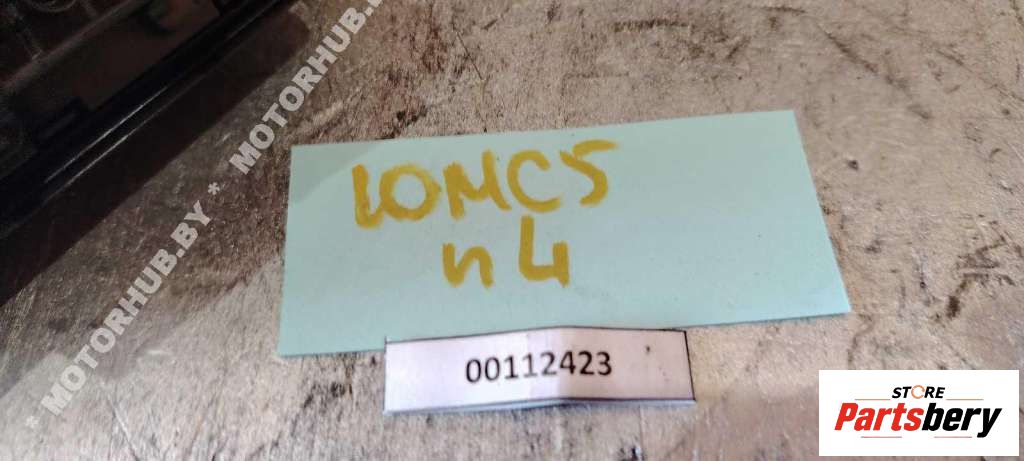 * MOTORHUB.BY * MOTORHUB.BY
10MC5
n4
00112423
STORE
Partsbery